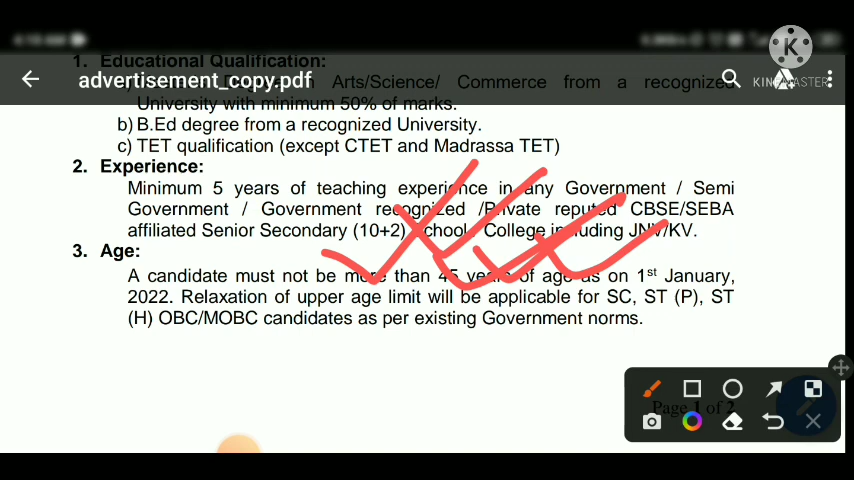 1. Educational Qualification:
advertisement_copy.pdf
Arts/Science/ Commerce from a recognized
University with minimum 50% of marks.
b) B.Ed degree from a recognized University.
c) TET qualification (except CTET and Madrassa TET)
2. Experience:
Minimum 5 years of teaching experience in any Government / Semi
Government / Government recognized /Private reputed CBSE/SEBA
affiliated Senior Secondary (10+2) School/ College including JNV/KV.
3. Age:
A candidate must not be more than 45 years of age as on 1st January,
2022. Relaxation of upper age limit will be applicable for SC, ST (P), ST
(H) OBC/MOBC candidates as per existing Government norms.
Page 1 of 2
K
KINEMASTER